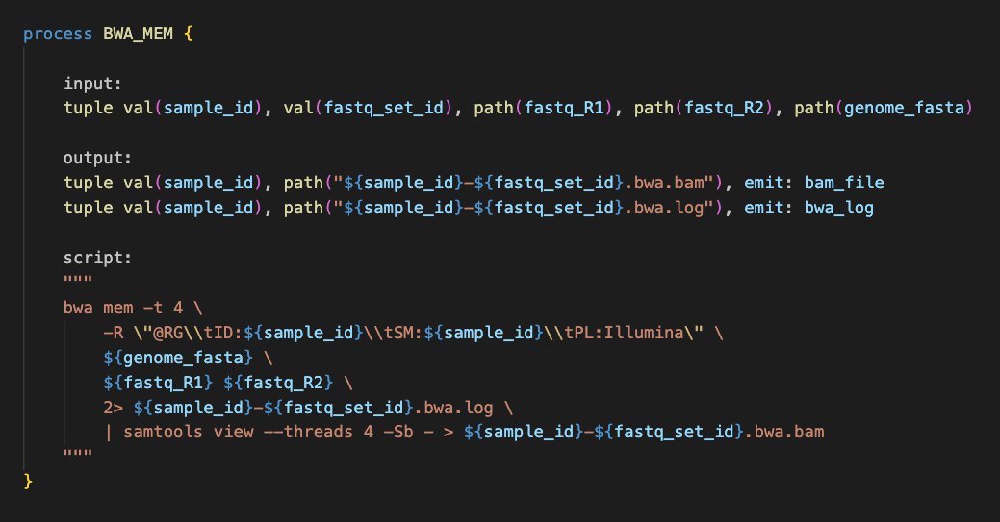 process BWA_MEM {
input:
tuple val(sample_id), val(fastq_set_id), path(fastq_R1), path(fastq_R2), path(genome_fasta)
output:
tuple val(sample_id), path("${sample_id}-${fastq_set_id}.bwa.bam"), emit: bam_file
tuple val(sample_id), path("${sample_id}-${fastq_set_id}.bwa.log"), emit: bwa_log
script:
"""
bwa mem -t 4 \
-R \"@RG\\tID:${sample_id}\\tSM:${sample_id}\\tPL:Illumina\" \
${genome_fasta} \
${fastq_R1} ${fastq_R2} \
2> ${sample_id}-${fastq_set_id}.bwa.log \
| samtools view --threads 4 -Sb - > ${sample_id}-${fastq_set_id}.bwa.bam
"""
}